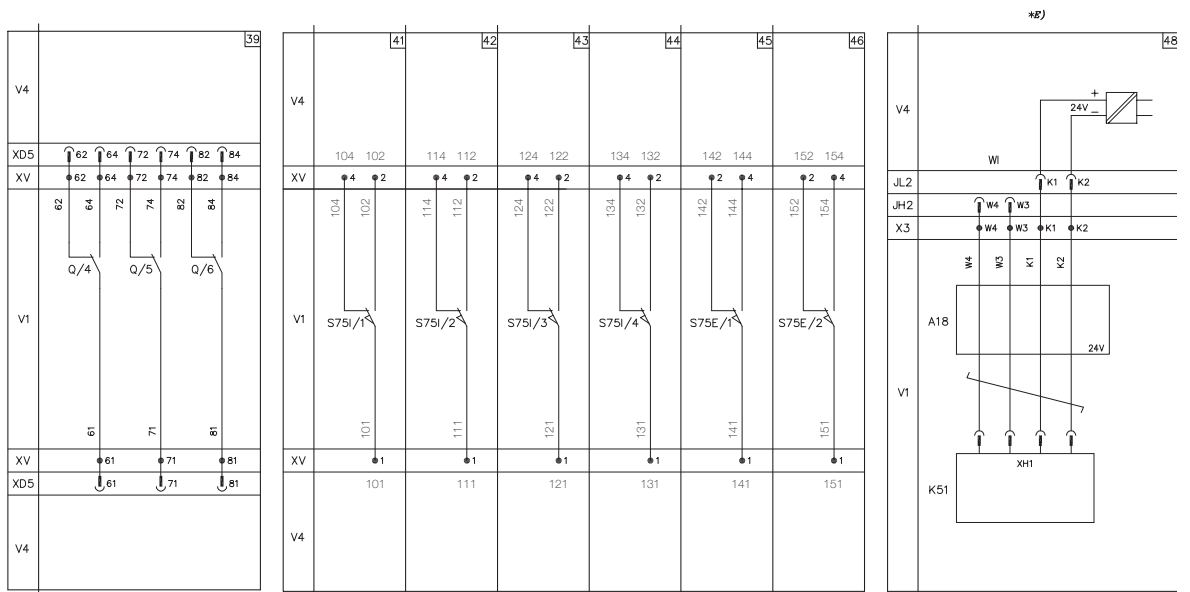 *E)
39
V4
XD5 62 64 72 74 82 84
XV 62 64 72 74 82 84
62 64 72 74 82 84
Q/4 Q/5 Q/6
V1
61 71 81
XV 61 71 81
XD5 61 71 81
V4
41 42 43 44 45 46
V4
104 102 114 112 124 122 134 132 142 144 152 154
XV 4 2 4 2 4 2 4 2 2 4 2 4
104 102 114 112 124 122 134 132 142 144 152 154
V1 S75I/1 S75I/2 S75I/3 S75I/4 S75E/1 S75E/2
101 111 121 131 141 151
XV 1 1 1 1 1 1
101 111 121 131 141 151
V4
48
V4
+
24V
−
WI
JL2 K1 K2
JH2 W4 W3
X3 W4 W3 K1 K2
W4 W3 K1 K2
A18
24V
V1
XH1
K51